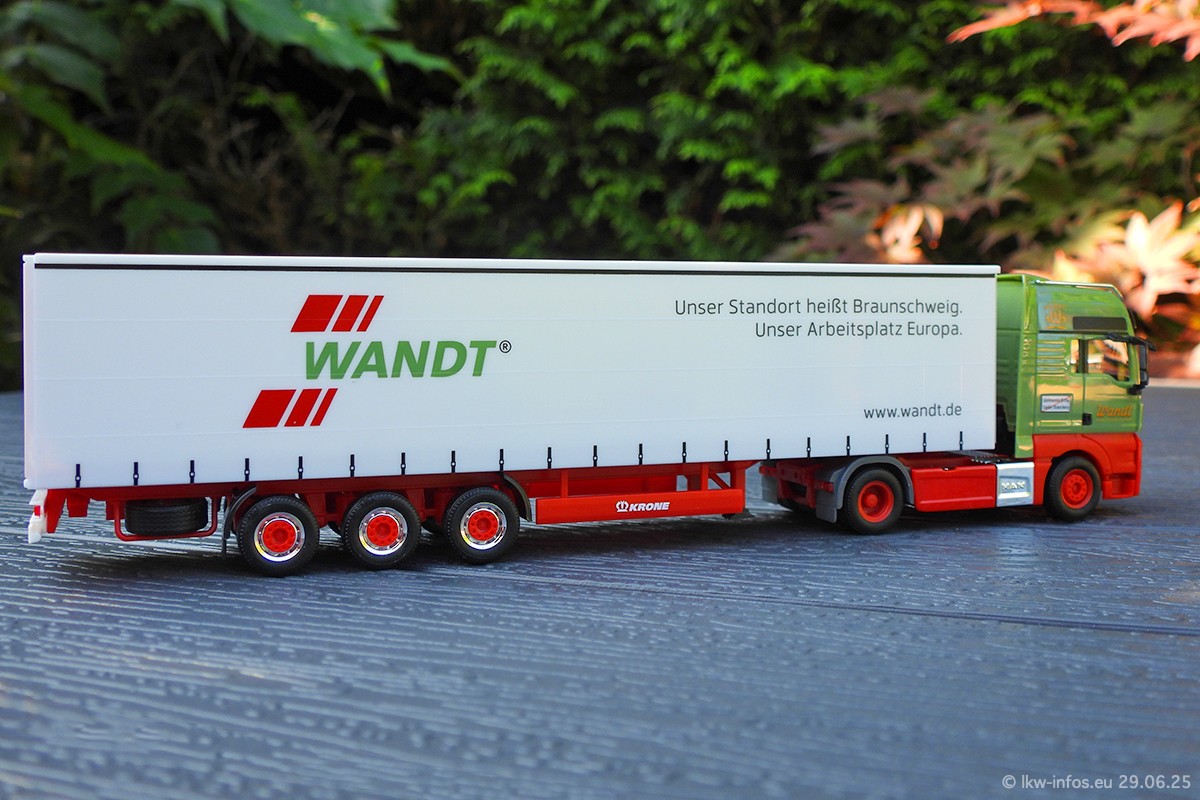 WANDT®
Unser Standort heißt Braunschweig.
Unser Arbeitsplatz Europa.
www.wandt.de
Wandt
KRONE
MAN
© lkw-infos.eu 29.06.25